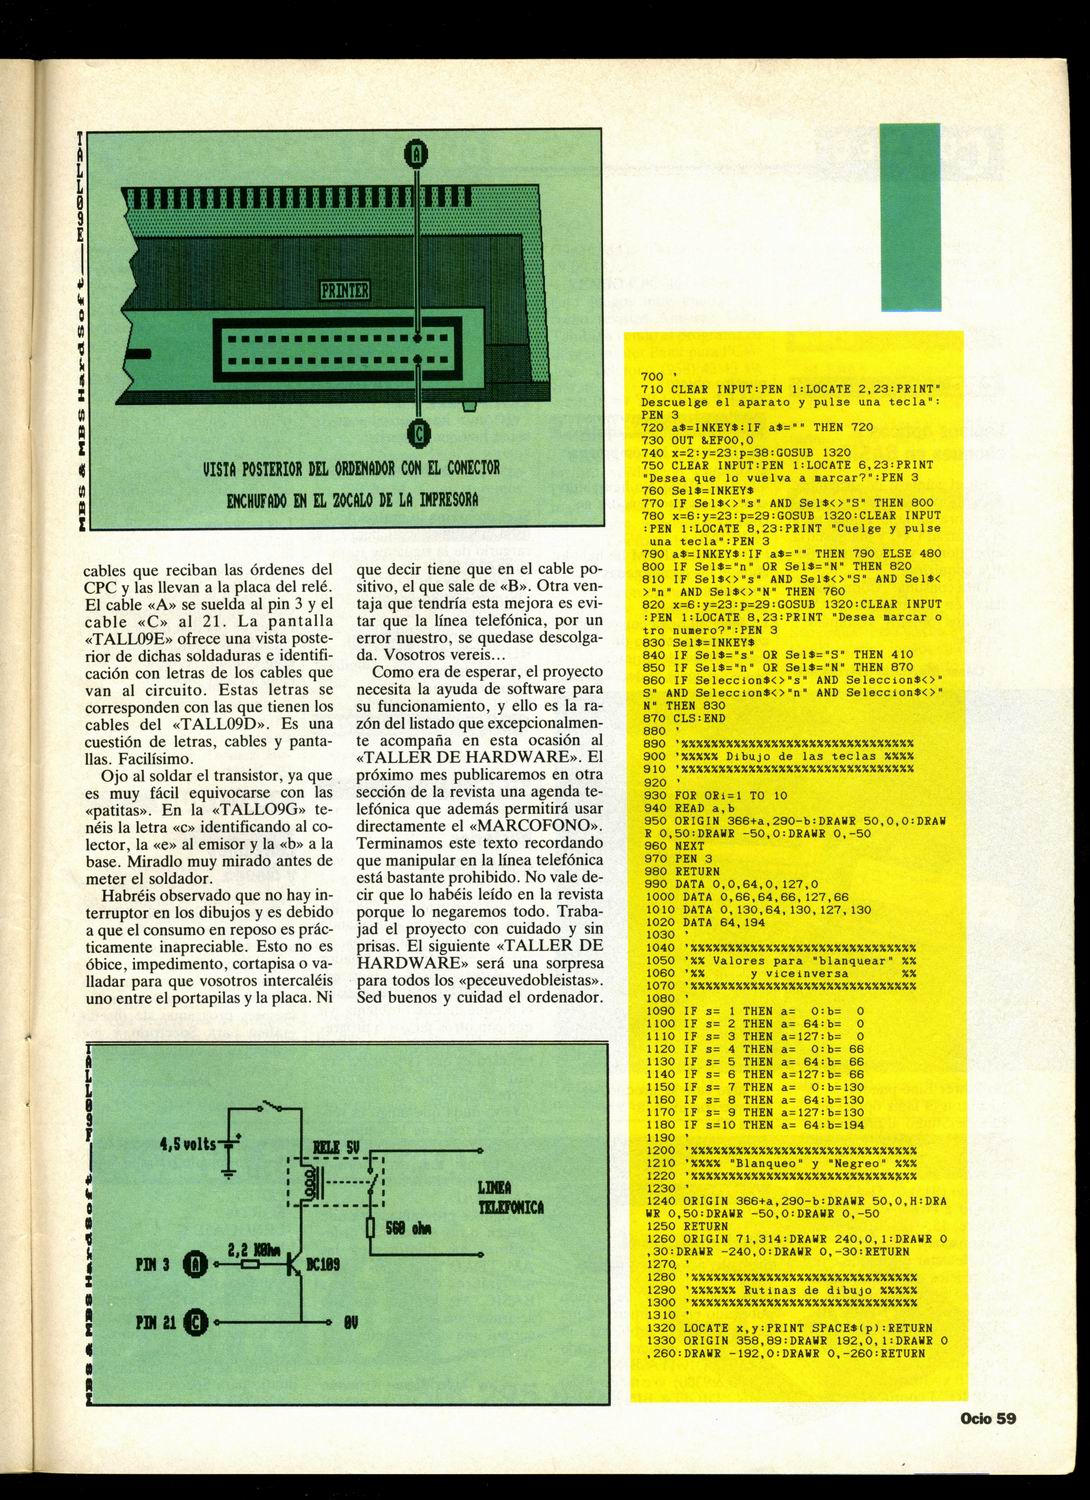 TALL09E
MBS & MBS HardSoft
A
PRINTER
C
VISTA POSTERIOR DEL ORDENADOR CON EL CONECTOR
ENCHUFADO EN EL ZOCALO DE LA IMPRESORA
cables que reciban las órdenes del
CPC y las llevan a la placa del relé.
El cable «A» se suelda al pin 3 y el
cable «C» al 21. La pantalla
«TALL09E» ofrece una vista poste-
rior de dichas soldaduras e identifi-
cación con letras de los cables que
van al circuito. Estas letras se
corresponden con las que tienen los
cables del «TALL09D». Es una
cuestión de letras, cables y panta-
llas. Facilísimo.
Ojo al soldar el transistor, ya que
es muy fácil equivocarse con las
«patitas». En la «TALLO9G» te-
néis la letra «c» identificando al co-
lector, la «e» al emisor y la «b» a la
base. Miradlo muy mirado antes de
meter el soldador.
Habréis observado que no hay in-
terruptor en los dibujos y es debido
a que el consumo en reposo es prác-
ticamente inapreciable. Esto no es
óbice, impedimento, cortapisa o va-
lladar para que vosotros intercaléis
uno entre el portapilas y la placa. Ni
que decir tiene que en el cable po-
sitivo, el que sale de «B». Otra ven-
taja que tendría esta mejora es evi-
tar que la línea telefónica, por un
error nuestro, se quedase descolga-
da. Vosotros vereis...
Como era de esperar, el proyecto
necesita la ayuda de software para
su funcionamiento, y ello es la ra-
zón del listado que excepcionalmen-
te acompaña en esta ocasión al
«TALLER DE HARDWARE». El
próximo mes publicaremos en otra
sección de la revista una agenda te-
lefónica que además permitirá usar
directamente el «MARCOFONO».
Terminamos este texto recordando
que manipular en la línea telefónica
está bastante prohibido. No vale de-
cir que lo habéis leído en la revista
porque lo negaremos todo. Traba-
jad el proyecto con cuidado y sin
prisas. El siguiente «TALLER DE
HARDWARE» será una sorpresa
para todos los «peceuvedobleistas».
Sed buenos y cuidad el ordenador.
TALL09F
MBS & MBS HardSoft
4,5 volts
RELE 5V
LINEA
TELEFONICA
560 ohm
2,2 KOhm
PIN 3 A
BC109
PIN 21 C
0V
700 '
710 CLEAR INPUT:PEN 1:LOCATE 2,23:PRINT"
Descuelge el aparato y pulse una tecla":
PEN 3
720 a$=INKEY$:IF a$="" THEN 720
730 OUT &EF00,0
740 x=2:y=23:p=38:GOSUB 1320
750 CLEAR INPUT:PEN 1:LOCATE 6,23:PRINT
"Desea que lo vuelva a marcar?":PEN 3
760 Sel$=INKEY$
770 IF Sel$<>"s" AND Sel$<>"S" THEN 800
780 x=6:y=23:p=29:GOSUB 1320:CLEAR INPUT
:PEN 1:LOCATE 8,23:PRINT "Cuelge y pulse
una tecla":PEN 3
790 a$=INKEY$:IF a$="" THEN 790 ELSE 480
800 IF Sel$="n" OR Sel$="N" THEN 820
810 IF Sel$<>"s" AND Sel$<>"S" AND Sel$<
>"n" AND Sel$<>"N" THEN 760
820 x=6:y=23:p=29:GOSUB 1320:CLEAR INPUT
:PEN 1:LOCATE 8,23:PRINT "Desea marcar o
tro numero?":PEN 3
830 Sel$=INKEY$
840 IF Sel$="s" OR Sel$="S" THEN 410
850 IF Sel$="n" OR Sel$="N" THEN 870
860 IF Seleccion$<>"s" AND Seleccion$<>"
S" AND Seleccion$<>"n" AND Seleccion$<>"
N" THEN 830
870 CLS:END
880 '
890 '%%%%%%%%%%%%%%%%%%%%%%%%%%%%%
900 '%%%%% Dibujo de las teclas %%%%
910 '%%%%%%%%%%%%%%%%%%%%%%%%%%%%%
920 '
930 FOR ORi=1 TO 10
940 READ a,b
950 ORIGIN 366+a,290-b:DRAWR 50,0,0:DRAW
R 0,50:DRAWR -50,0:DRAWR 0,-50
960 NEXT
970 PEN 3
980 RETURN
990 DATA 0,0,64,0,127,0
1000 DATA 0,66,64,66,127,66
1010 DATA 0,130,64,130,127,130
1020 DATA 64,194
1030 '
1040 '%%%%%%%%%%%%%%%%%%%%%%%%%%%%
1050 '%% Valores para "blanquear" %%
1060 '%% y viceinversa %%
1070 '%%%%%%%%%%%%%%%%%%%%%%%%%%%%
1080 '
1090 IF s= 1 THEN a= 0:b= 0
1100 IF s= 2 THEN a= 64:b= 0
1110 IF s= 3 THEN a=127:b= 0
1120 IF s= 4 THEN a= 0:b= 66
1130 IF s= 5 THEN a= 64:b= 66
1140 IF s= 6 THEN a=127:b= 66
1150 IF s= 7 THEN a= 0:b=130
1160 IF s= 8 THEN a= 64:b=130
1170 IF s= 9 THEN a=127:b=130
1180 IF s=10 THEN a= 64:b=194
1190 '
1200 '%%%%%%%%%%%%%%%%%%%%%%%%%%%%
1210 '%%%% "Blanqueo" y "Negreo" %%%
1220 '%%%%%%%%%%%%%%%%%%%%%%%%%%%%
1230 '
1240 ORIGIN 366+a,290-b:DRAWR 50,0,H:DRA
WR 0,50:DRAWR -50,0:DRAWR 0,-50
1250 RETURN
1260 ORIGIN 71,314:DRAWR 240,0,1:DRAWR 0
,30:DRAWR -240,0:DRAWR 0,-30:RETURN
1270 '
1280 '%%%%%%%%%%%%%%%%%%%%%%%%%%%%
1290 '%%%%%% Rutinas de dibujo %%%%%
1300 '%%%%%%%%%%%%%%%%%%%%%%%%%%%%
1310 '
1320 LOCATE x,y:PRINT SPACE$(p):RETURN
1330 ORIGIN 358,89:DRAWR 192,0,1:DRAWR 0
,260:DRAWR -192,0:DRAWR 0,-260:RETURN
Ocio 59